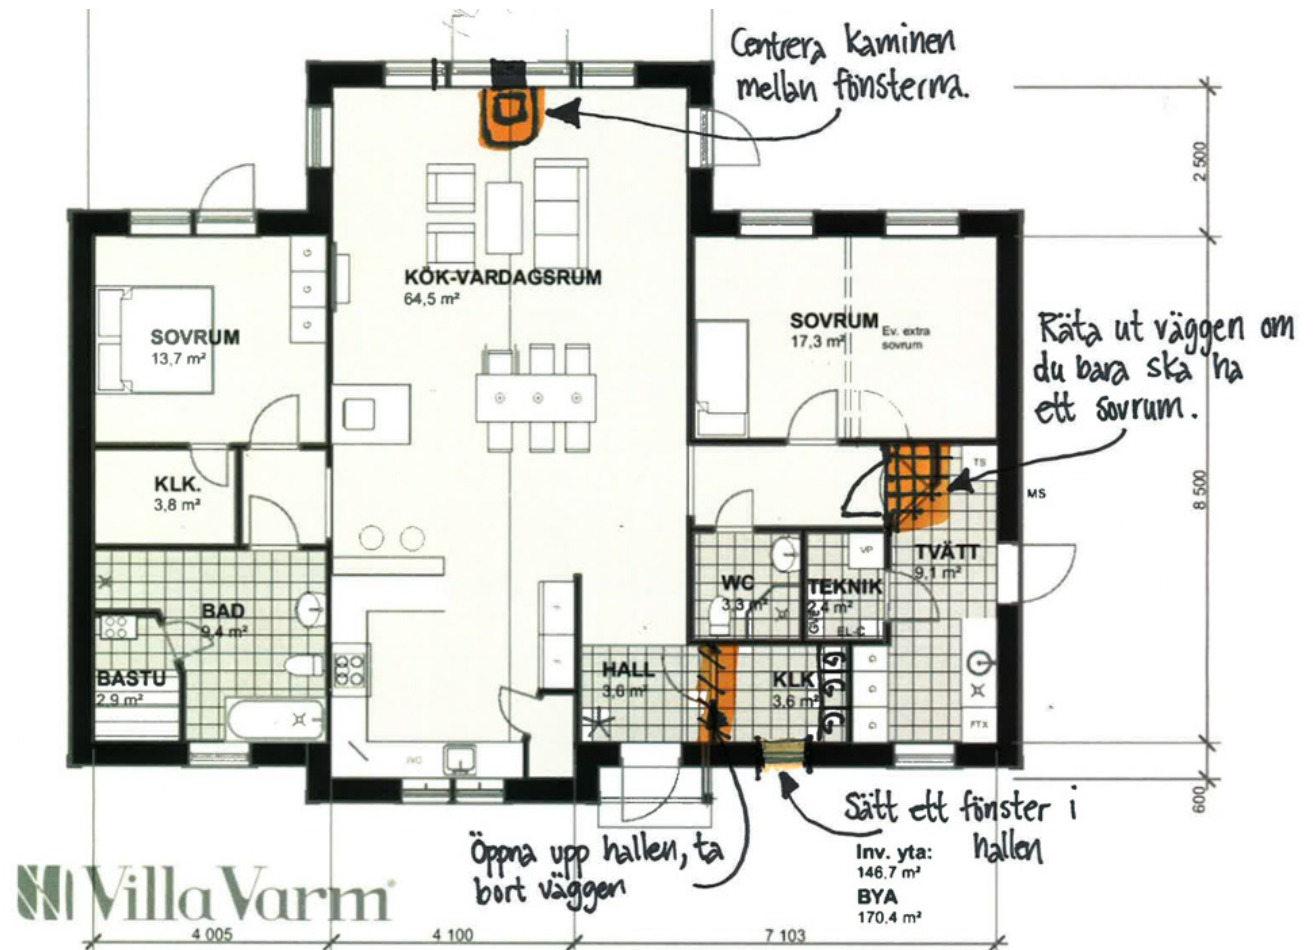 Centrera kaminen
mellan fönsterna.
2 500
KÖK-VARDAGSRUM
64,5 m²
G
G
G
SOVRUM
13,7 m²
SOVRUM
17,3 m²
Ev. extra
sovrum
Räta ut väggen om
du bara ska ha
ett sovrum.
KLK.
3,8 m²
TS
MS
8 500
VP
TVÄTT
9,1 m²
WC
3,3 m²
TEKNIK
2,4 m²
EL-C
BAD
9,4 m²
BASTU
2,9 m²
HALL
3,6 m²
KLK
3,6 m²
G
G
G
FTX
600
Öppna upp hallen, ta
bort väggen
Sätt ett fönster i
hallen
Inv. yta:
146,7 m²
BYA
170,4 m²
Villa Varm
4 005
4 100
7 103